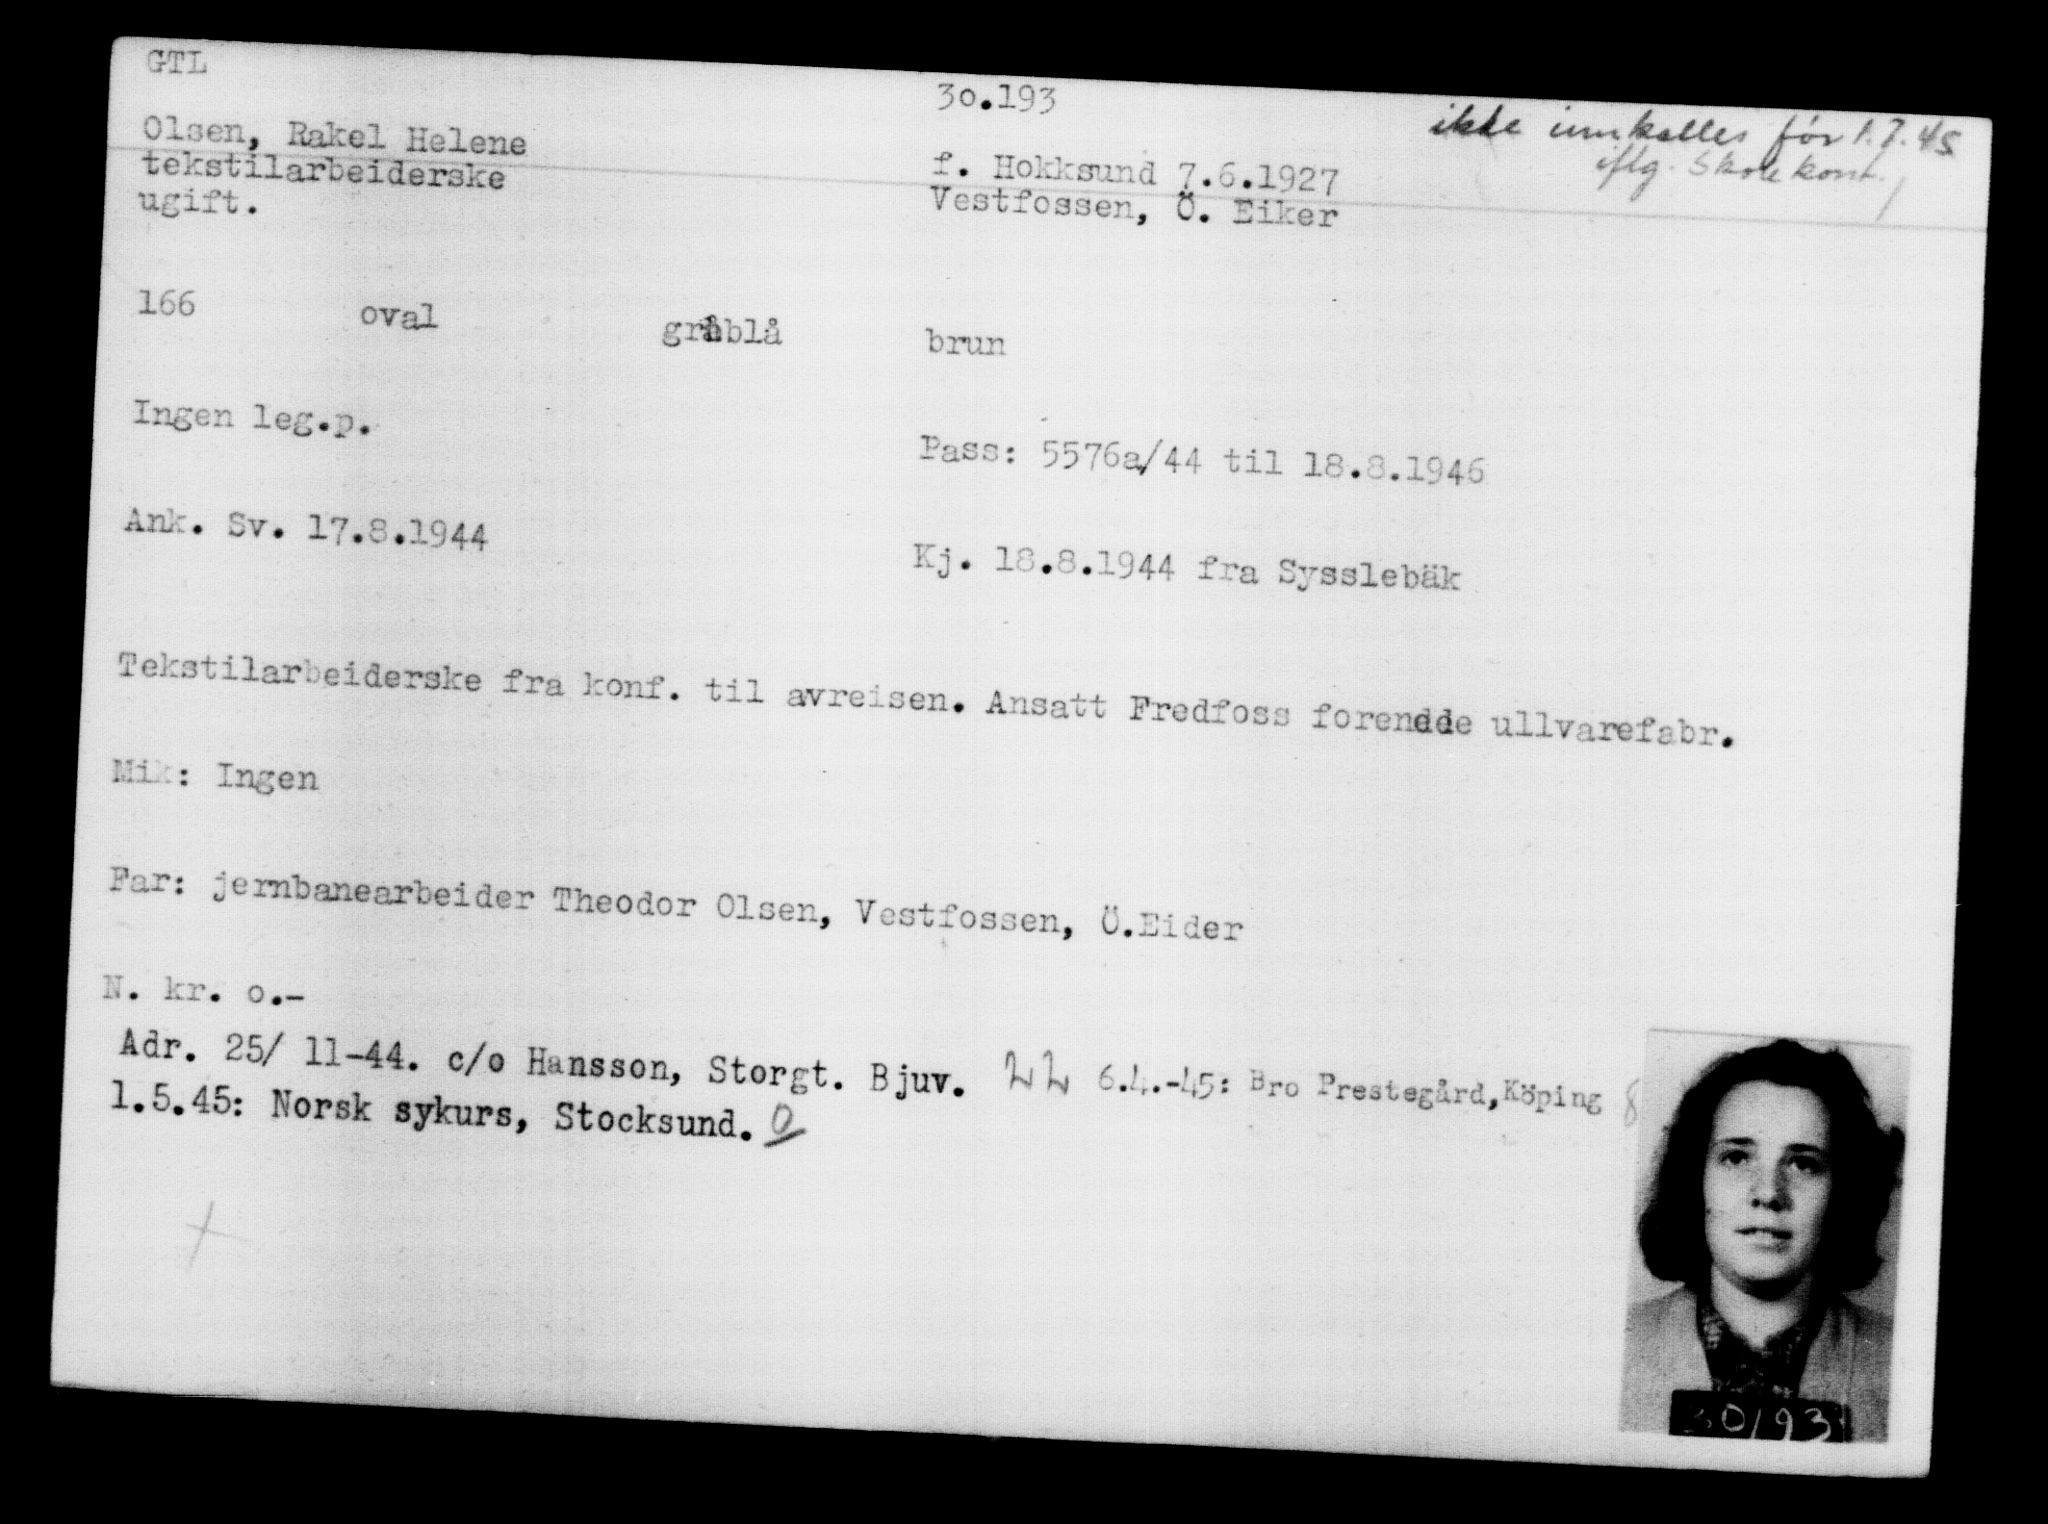 GTL
30.193
ikke innkalles før 1.7.45
iflg. Skolekont.
Olsen, Rakel Helene
f. Hokksund 7.6.1927
tekstilarbeiderske
Vestfossen, Ö. Eiker
ugift.
166 oval gråblå brun
Ingen leg.p.
Pass: 5576a/44 til 18.8.1946
Ank. Sv. 17.8.1944
Kj. 18.8.1944 fra Sysslebäk
Tekstilarbeiderske fra konf. til avreisen. Ansatt Fredfoss forendde ullvarefabr.
Mik: Ingen
Far: jernbanearbeider Theodor Olsen, Vestfossen, Ö.Eider
N. kr. o.-
Adr. 25/ 11-44. c/o Hansson, Storgt. Bjuv. 6.4.-45: Bro Prestegård, Köping
1.5.45: Norsk sykurs, Stocksund.
30193